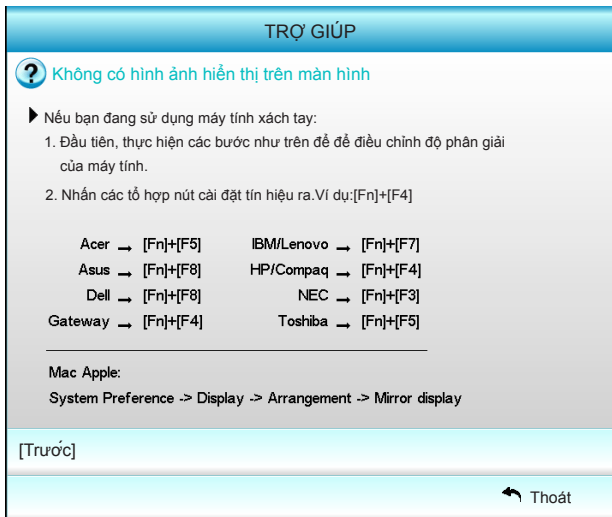 TRỢ GIÚP
? Không có hình ảnh hiển thị trên màn hình
Nếu bạn đang sử dụng máy tính xách tay:
1. Đầu tiên, thực hiện các bước như trên để để điều chỉnh độ phân giải
của máy tính.
2. Nhấn các tổ hợp nút cài đặt tín hiệu ra.Ví dụ:[Fn]+[F4]
Acer → [Fn]+[F5] IBM/Lenovo → [Fn]+[F7]
Asus → [Fn]+[F8] HP/Compaq → [Fn]+[F4]
Dell → [Fn]+[F8] NEC → [Fn]+[F3]
Gateway → [Fn]+[F4] Toshiba → [Fn]+[F5]
Mac Apple:
System Preference -> Display -> Arrangement -> Mirror display
[Trước]
Thoát